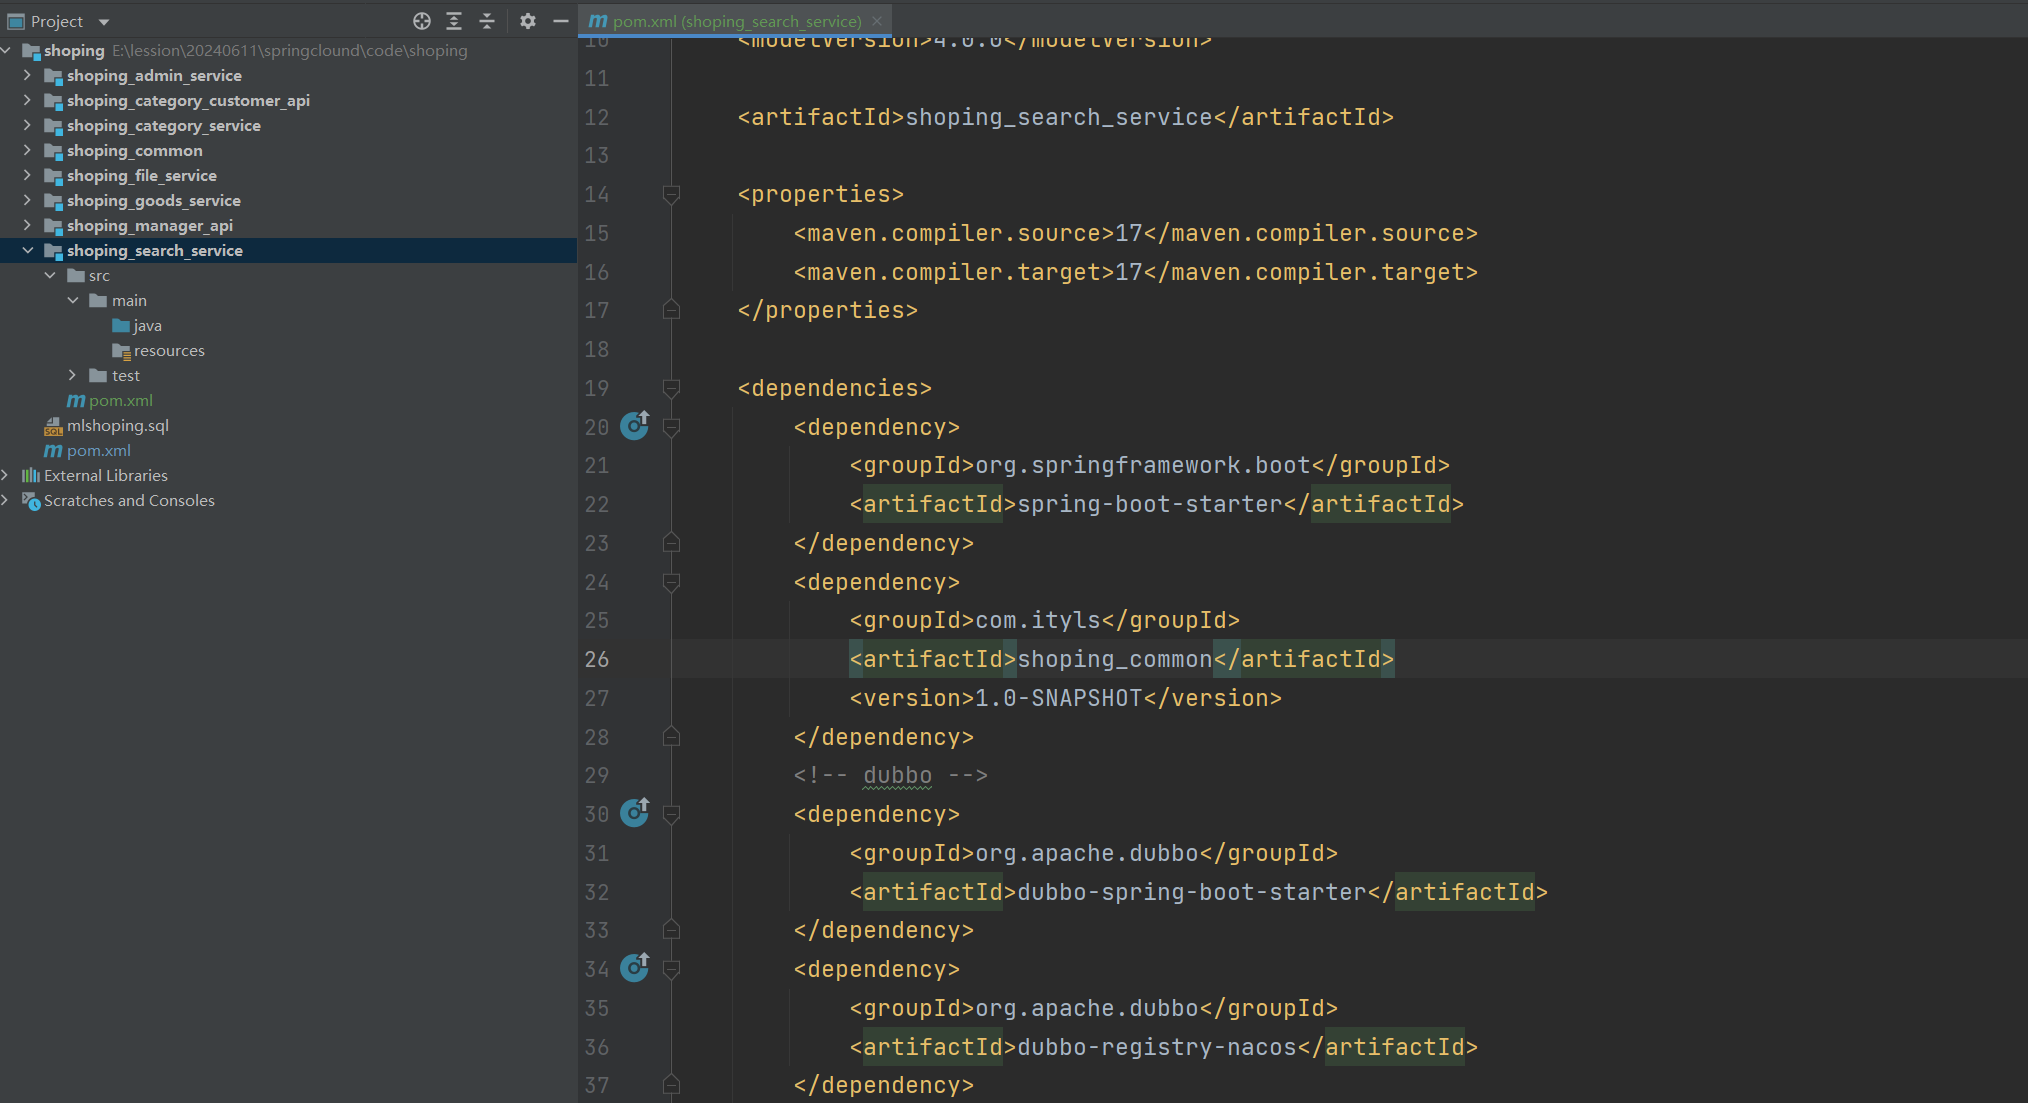 Project
shoping E:\lession\20240611\springclound\code\shoping
shoping_admin_service
shoping_category_customer_api
shoping_category_service
shoping_common
shoping_file_service
shoping_goods_service
shoping_manager_api
shoping_search_service
src
main
java
resources
test
pom.xml
mlshoping.sql
pom.xml
External Libraries
Scratches and Consoles
pom.xml (shoping_search_service)
10 <modelVersion>4.0.0</modelVersion>
11
12 <artifactId>shoping_search_service</artifactId>
13
14 <properties>
15 <maven.compiler.source>17</maven.compiler.source>
16 <maven.compiler.target>17</maven.compiler.target>
17 </properties>
18
19 <dependencies>
20 <dependency>
21 <groupId>org.springframework.boot</groupId>
22 <artifactId>spring-boot-starter</artifactId>
23 </dependency>
24 <dependency>
25 <groupId>com.ityls</groupId>
26 <artifactId>shoping_common</artifactId>
27 <version>1.0-SNAPSHOT</version>
28 </dependency>
29 <!-- dubbo -->
30 <dependency>
31 <groupId>org.apache.dubbo</groupId>
32 <artifactId>dubbo-spring-boot-starter</artifactId>
33 </dependency>
34 <dependency>
35 <groupId>org.apache.dubbo</groupId>
36 <artifactId>dubbo-registry-nacos</artifactId>
37 </dependency>